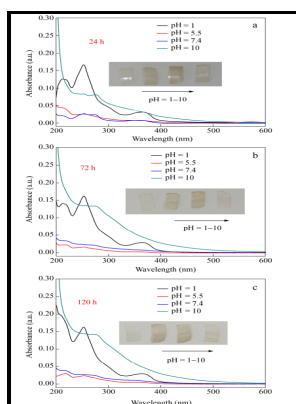 a
24 h
pH = 1
pH = 5.5
pH = 7.4
pH = 10
pH = 1–10
Absorbance (a.u.)
0.30
0.25
0.20
0.15
0.10
0.05
0.00
200 300 400 500 600
Wavelength (nm)
b
72 h
pH = 1
pH = 5.5
pH = 7.4
pH = 10
pH = 1–10
Absorbance (a.u.)
0.30
0.25
0.20
0.15
0.10
0.05
0.00
200 300 400 500 600
Wavelength (nm)
c
120 h
pH = 1
pH = 5.5
pH = 7.4
pH = 10
pH = 1–10
Absorbance (a.u.)
0.30
0.25
0.20
0.15
0.10
0.05
0.00
200 300 400 500 600
Wavelength (nm)